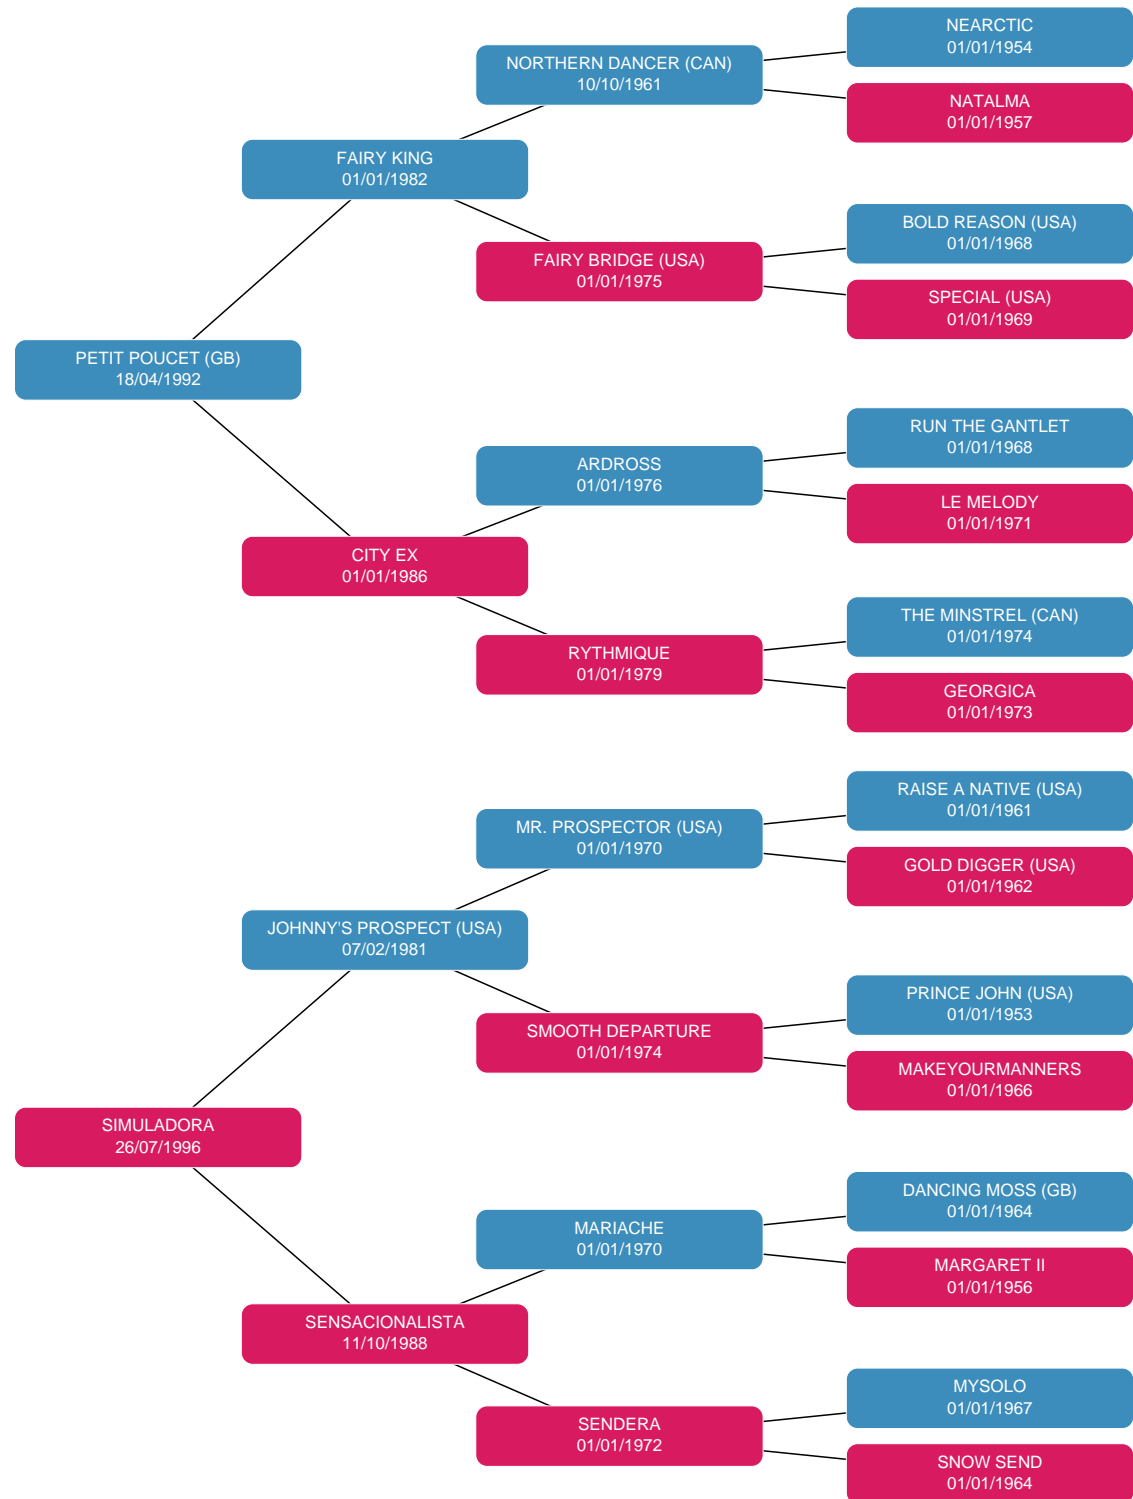 NEARCTIC
01/01/1954
NORTHERN DANCER (CAN)
10/10/1961
NATALMA
01/01/1957
FAIRY KING
01/01/1982
BOLD REASON (USA)
01/01/1968
FAIRY BRIDGE (USA)
01/01/1975
SPECIAL (USA)
01/01/1969
PETIT POUCET (GB)
18/04/1992
RUN THE GANTLET
01/01/1968
ARDROSS
01/01/1976
LE MELODY
01/01/1971
CITY EX
01/01/1986
THE MINSTREL (CAN)
01/01/1974
RYTHMIQUE
01/01/1979
GEORGICA
01/01/1973
RAISE A NATIVE (USA)
01/01/1961
MR. PROSPECTOR (USA)
01/01/1970
GOLD DIGGER (USA)
01/01/1962
JOHNNY'S PROSPECT (USA)
07/02/1981
PRINCE JOHN (USA)
01/01/1953
SMOOTH DEPARTURE
01/01/1974
MAKEYOURMANNERS
01/01/1966
SIMULADORA
26/07/1996
DANCING MOSS (GB)
01/01/1964
MARIACHE
01/01/1970
MARGARET II
01/01/1956
SENSACIONALISTA
11/10/1988
MYSOLO
01/01/1967
SENDERA
01/01/1972
SNOW SEND
01/01/1964